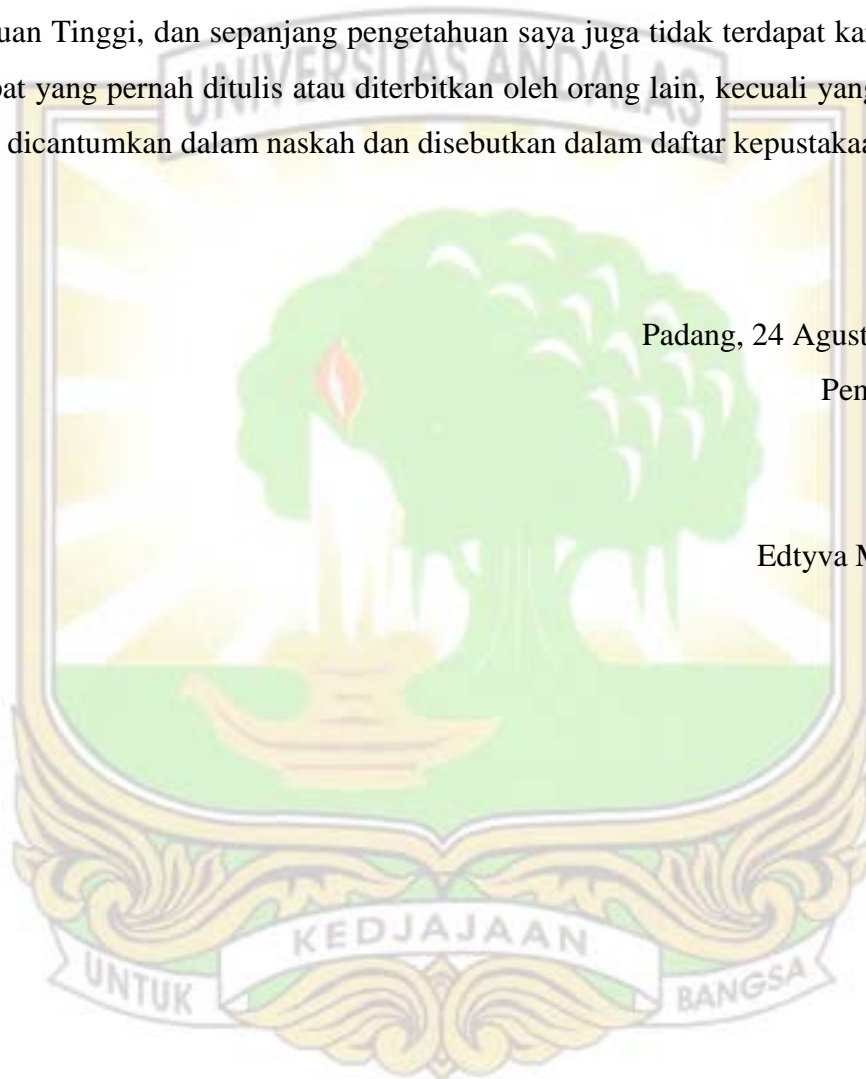 uan Tinggi, dan sepanjang pengetahuan saya juga tidak terdapat ka
pat yang pernah ditulis atau diterbitkan oleh orang lain, kecuali yang
dicantumkan dalam naskah dan disebutkan dalam daftar kepustakaa
UNIVERSITAS ANDALAS
Padang, 24 Agust
Pen
Edtyva M
UNTUK KEDJAJAAN BANGSA